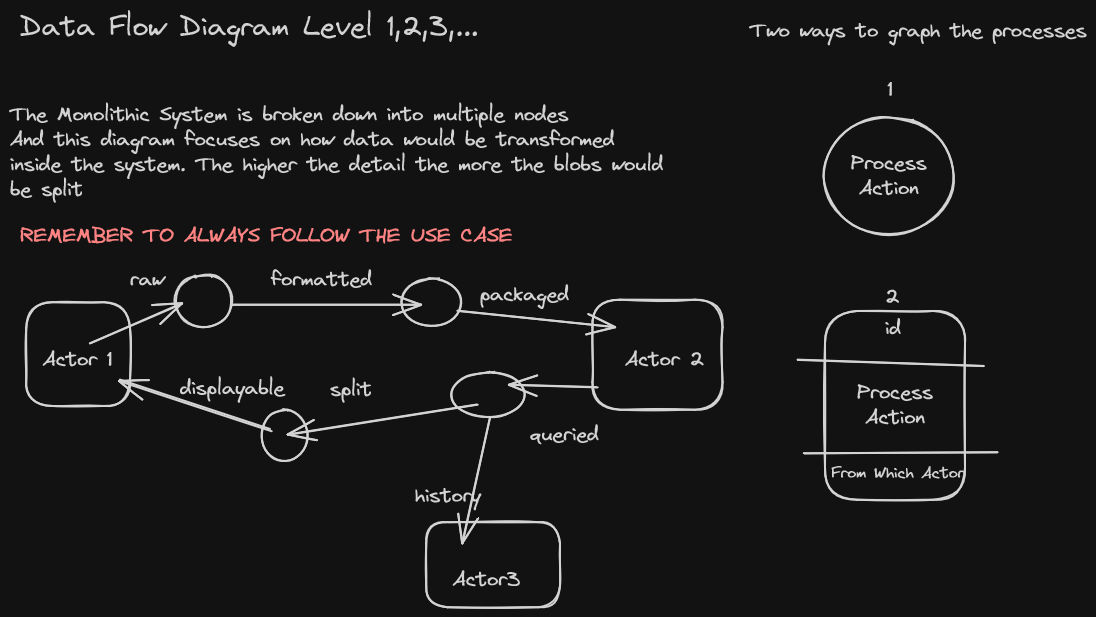 Data Flow Diagram Level 1,2,3,...
Two ways to graph the processes
The Monolithic System is broken down into multiple nodes
And this diagram focuses on how data would be transformed
inside the system. The higher the detail the more the blobs would
be split
REMEMBER TO ALWAYS FOLLOW THE USE CASE
raw
formatted
packaged
Actor 1
Actor 2
displayable
split
queried
history
Actor3
1
Process
Action
2
id
Process
Action
From Which Actor